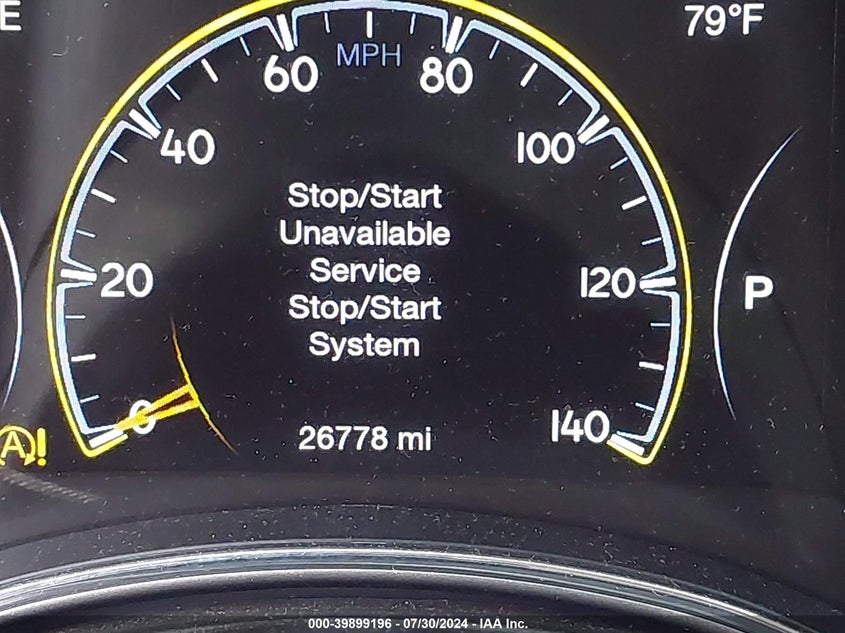 E
79°F
MPH
60
80
40
100
Stop/Start
Unavailable
Service
Stop/Start
System
20
120
P
0
140
26778 mi
A!
000-39899196 - 07/30/2024 - IAA Inc.